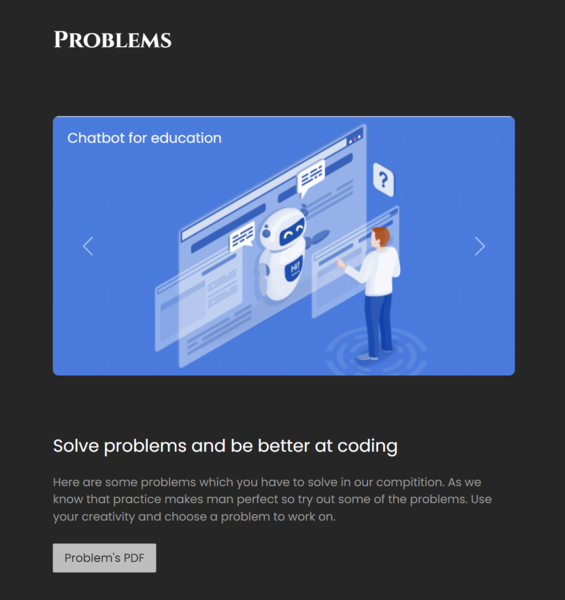 Problems
Chatbot for education
?
Hi!
Solve problems and be better at coding
Here are some problems which you have to solve in our compitition. As we
know that practice makes man perfect so try out some of the problems. Use
your creativity and choose a problem to work on.
Problem's PDF